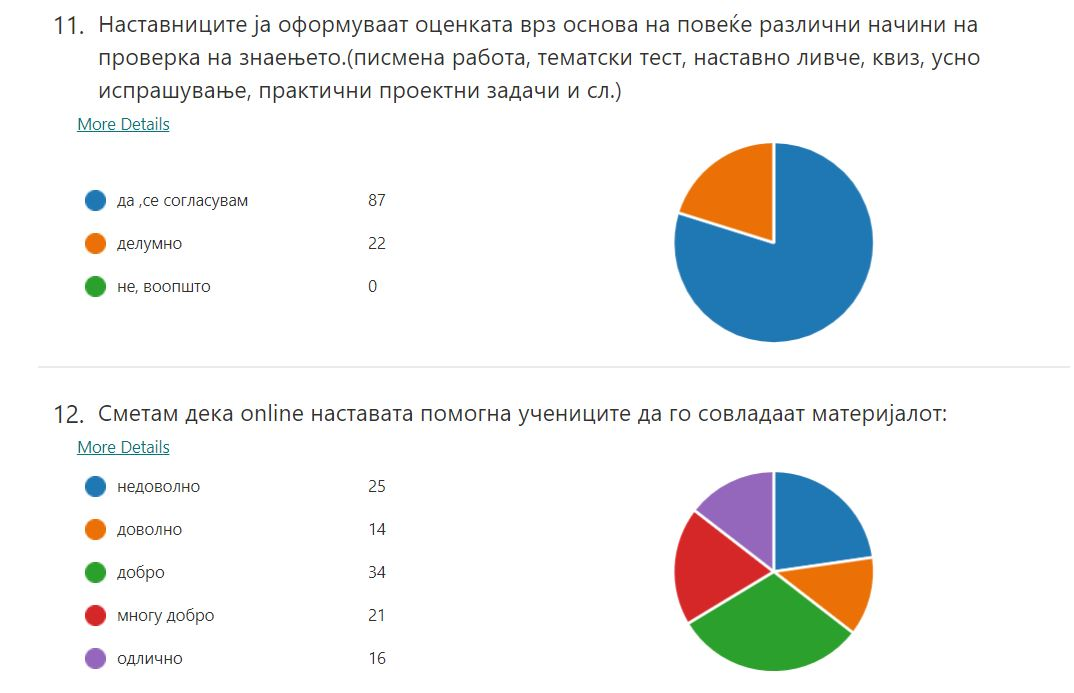 11. Наставниците ја оформуваат оценката врз основа на повеќе различни начини на
проверка на знаењето.(писмена работа, тематски тест, наставно ливче, квиз, усно
испрашување, практични проектни задачи и сл.)
More Details
да ,се согласувам 87
делумно 22
не, воопшто 0
12. Сметам дека online наставата помогна учениците да го совладаат материјалот:
More Details
недоволно 25
доволно 14
добро 34
многу добро 21
одлично 16